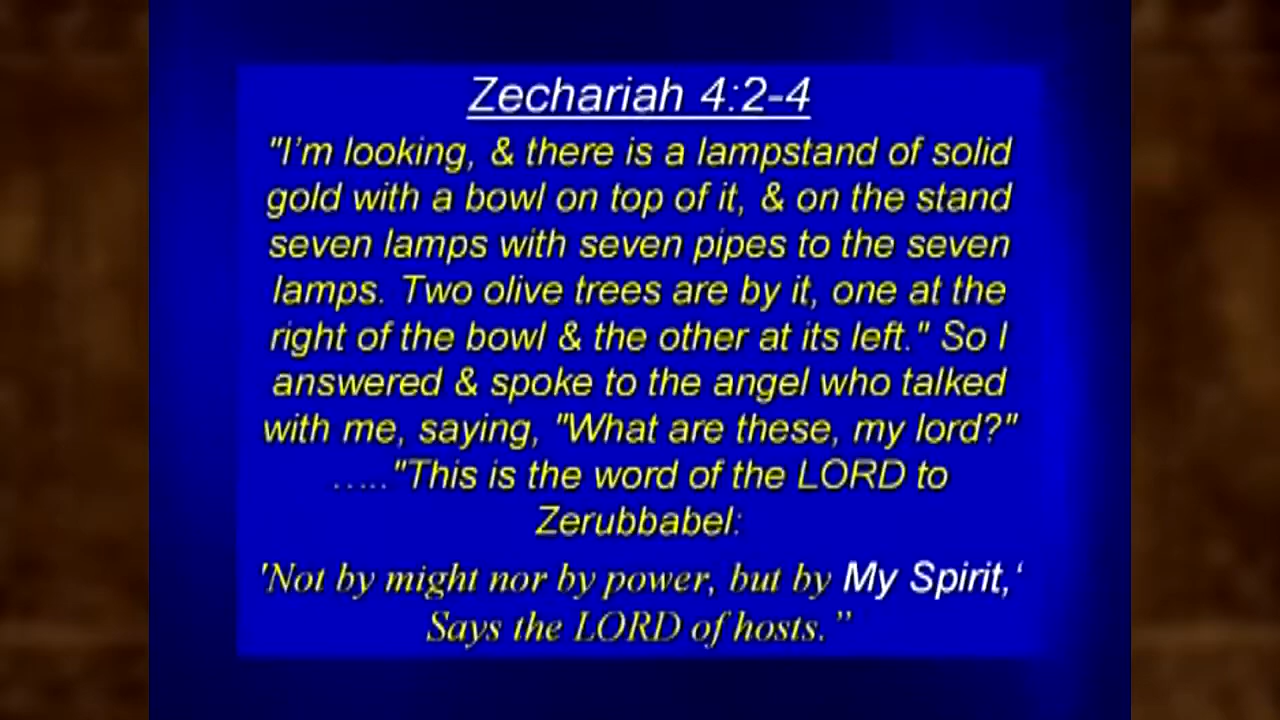 Zechariah 4:2-4
"I'm looking, & there is a lampstand of solid
gold with a bowl on top of it, & on the stand
seven lamps with seven pipes to the seven
lamps. Two olive trees are by it, one at the
right of the bowl & the other at its left." So I
answered & spoke to the angel who talked
with me, saying, "What are these, my lord?"
….."This is the word of the LORD to
Zerubbabel:
'Not by might nor by power, but by My Spirit,‘
Says the LORD of hosts.”